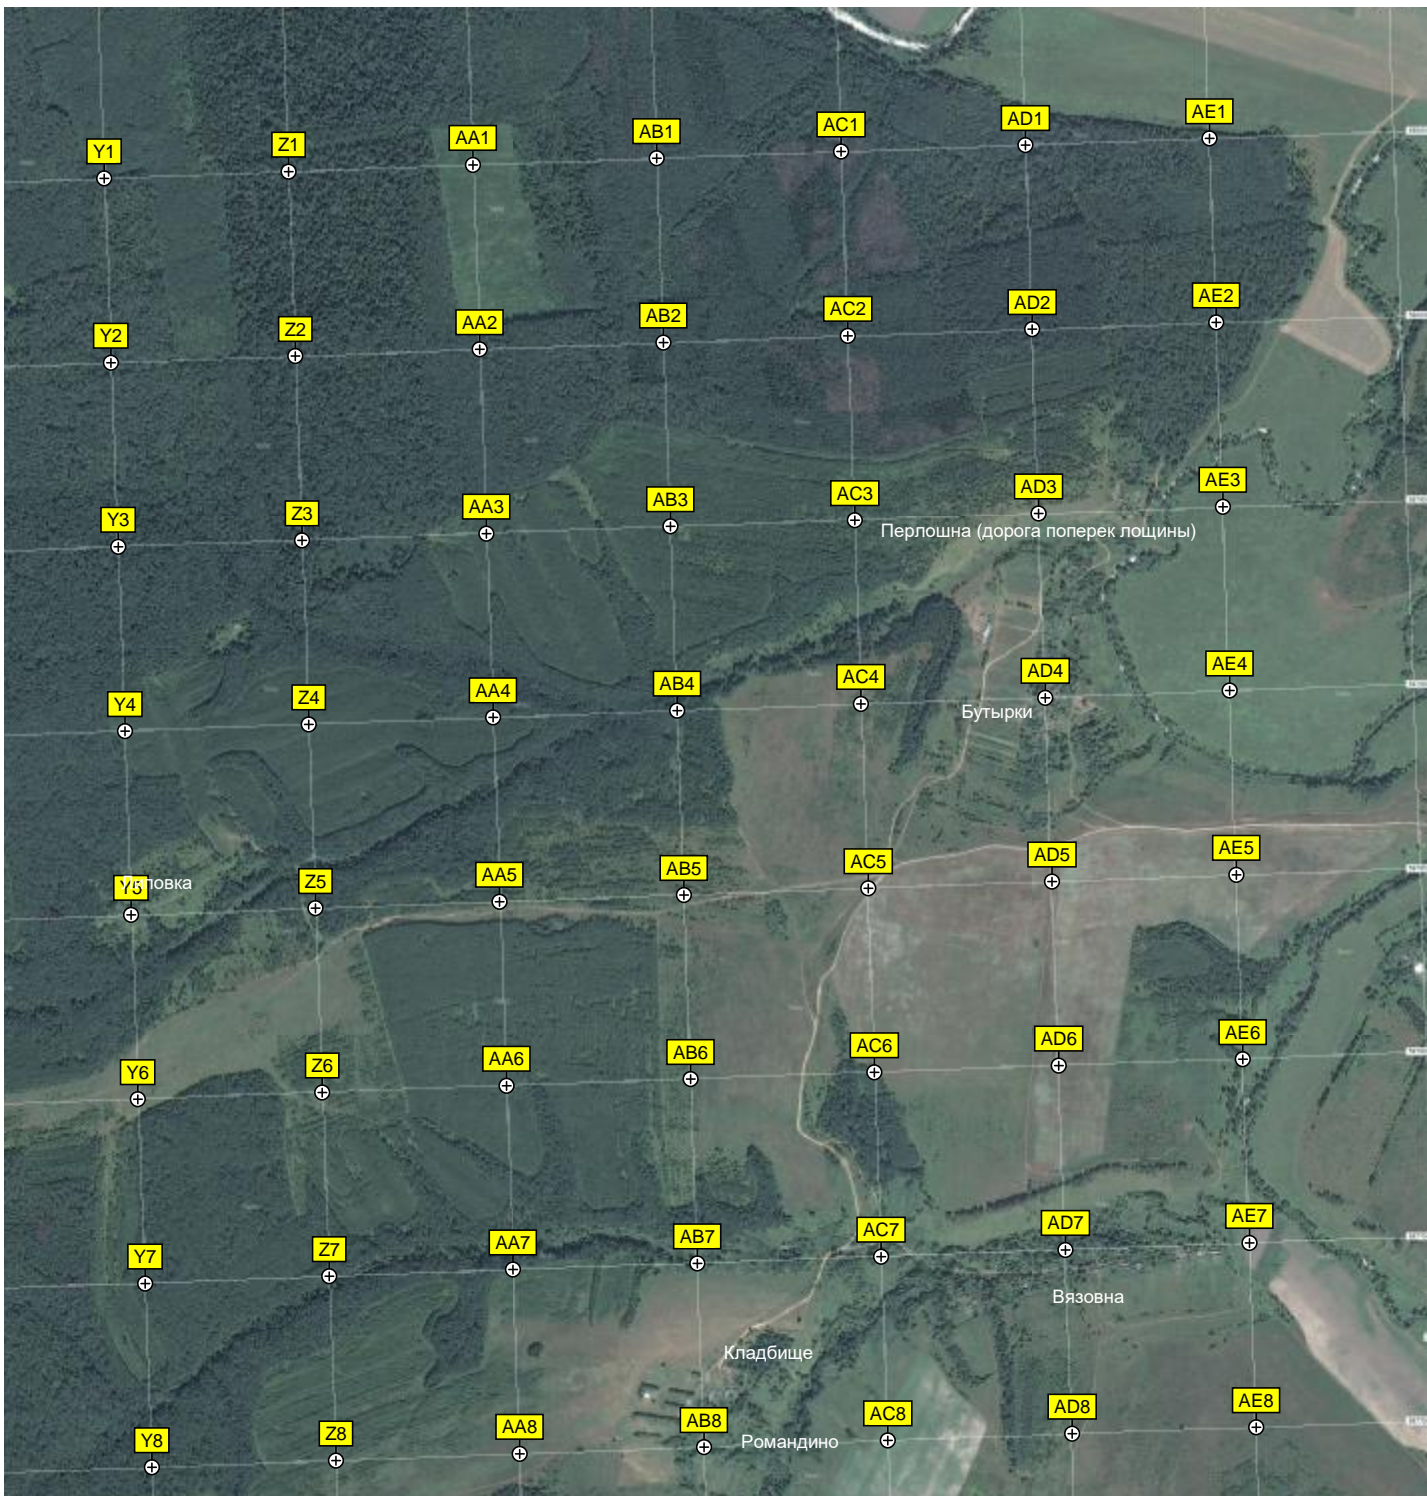 Y1 Z1 AA1 AB1 AC1 AD1 AE1
Y2 Z2 AA2 AB2 AC2 AD2 AE2
Y3 Z3 AA3 AB3 AC3 AD3 AE3
Перлошна (дорога поперек лощины)
Y4 Z4 AA4 AB4 AC4 AD4 AE4
Бутырки
Y5 Z5 AA5 AB5 AC5 AD5 AE5
Y6 Z6 AA6 AB6 AC6 AD6 AE6
Y7 Z7 AA7 AB7 AC7 AD7 AE7
Вязовна
Кладбище
Y8 Z8 AA8 AB8 AC8 AD8 AE8
Романдино